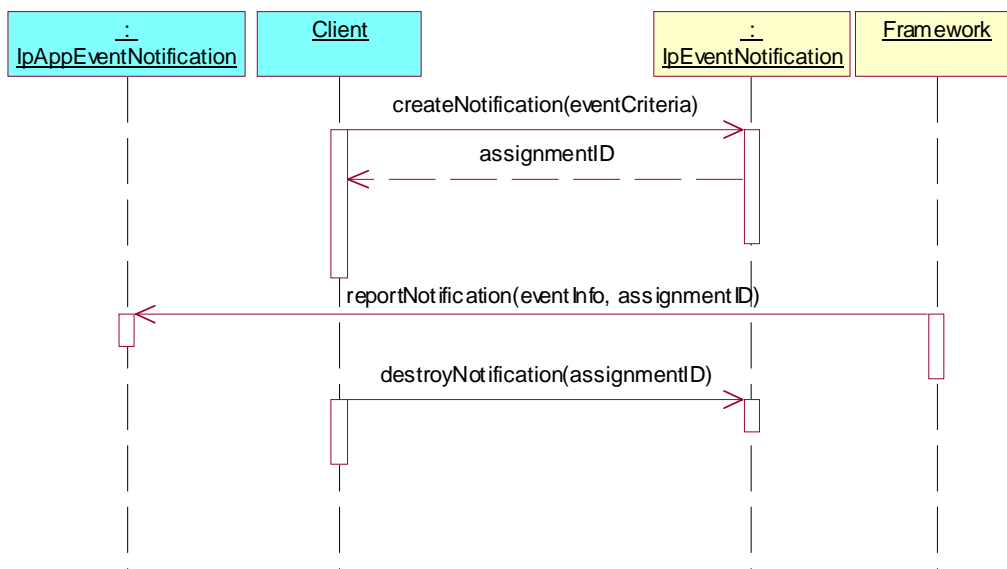 :
IpAppEventNotification
Client
:
IpEventNotification
Framework
createNotification(eventCriteria)
assignmentID
reportNotification(eventInfo, assignmentID)
destroyNotification(assignmentID)